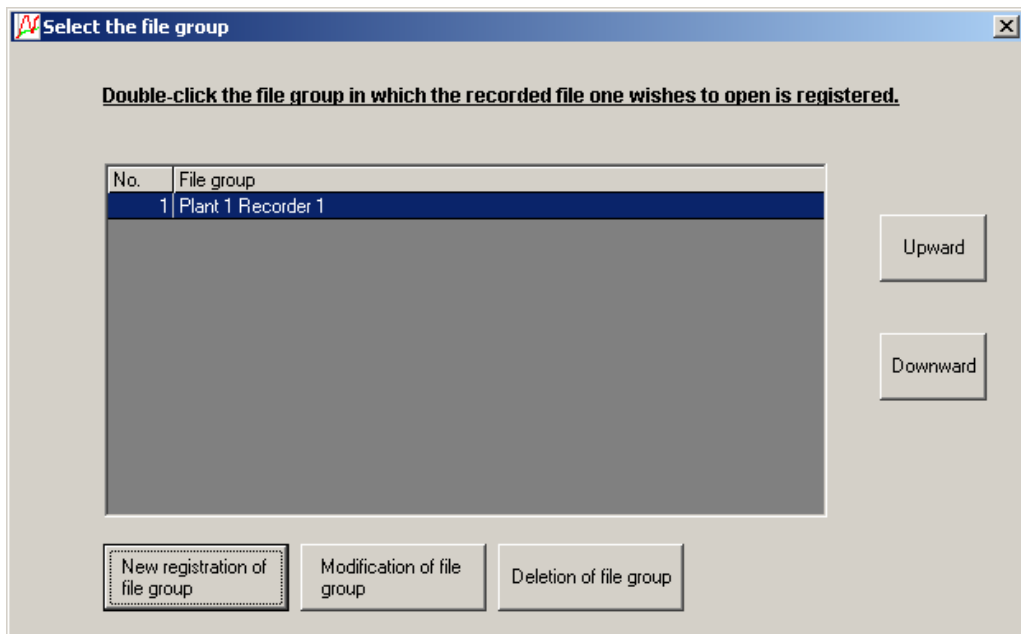 Select the file group
Double-click the file group in which the recorded file one wishes to open is registered.
No. File group
1 Plant 1 Recorder 1
Upward
Downward
New registration of
file group
Modification of file
group
Deletion of file group